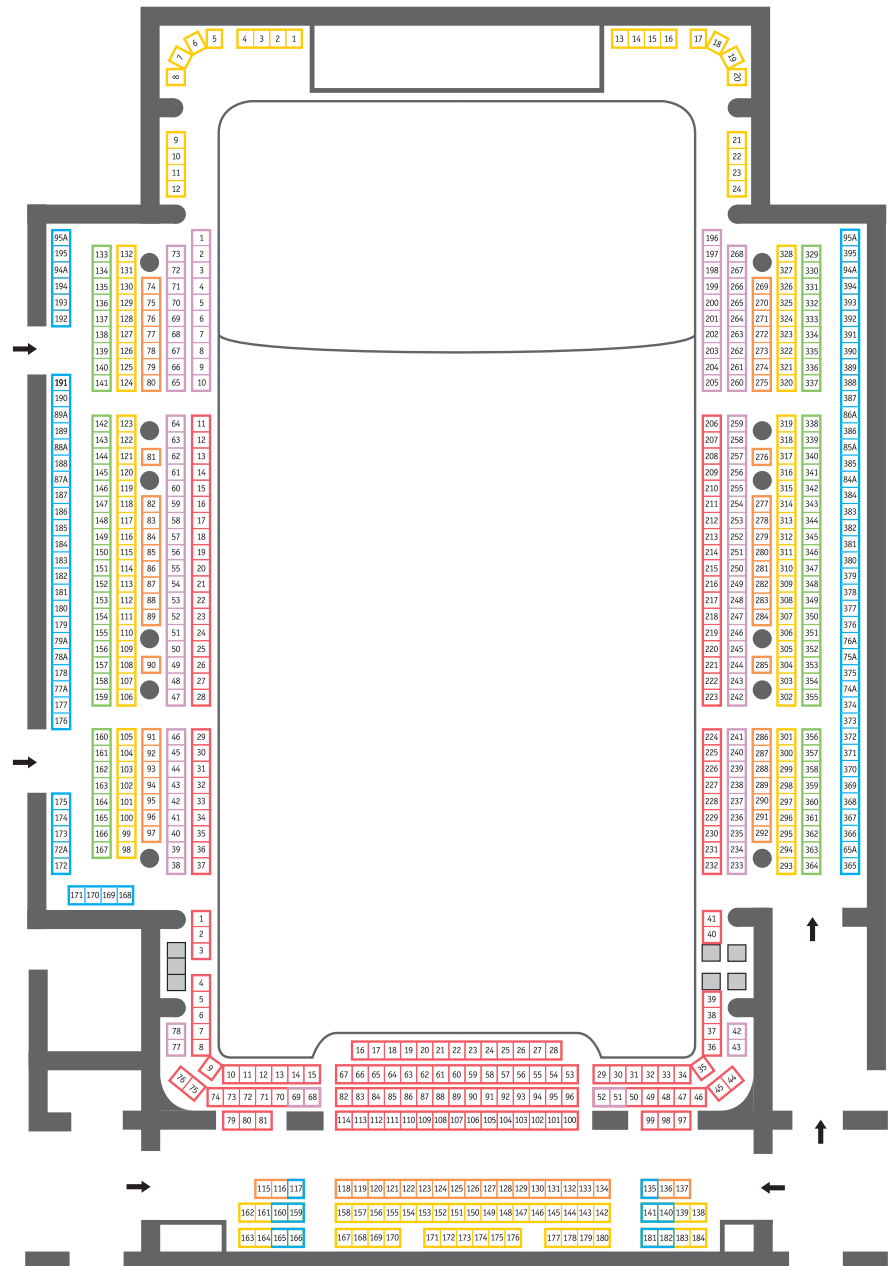 5 4 3 2 1 13 14 15 16 17
6 18
7 19
8 20
9 21
10 22
11 23
12 24
95A 1 196 95A
195 133 132 73 2 197 268 328 329 395
94A 134 131 72 3 198 267 327 330 94A
194 135 130 74 71 4 199 266 269 326 331 394
193 136 129 75 70 5 200 265 270 325 332 393
192 137 128 76 69 6 201 264 271 324 333 392
138 127 77 68 7 202 263 272 323 334 391
139 126 78 67 8 203 262 273 322 335 390
140 125 79 66 9 204 261 274 321 336 389
191 141 124 80 65 10 205 260 275 320 337 388
190 387
89A 86A
189 142 123 64 11 206 259 319 338 386
88A 143 122 63 12 207 258 318 339 85A
188 144 121 81 62 13 208 257 276 317 340 385
87A 145 120 61 14 209 256 316 341 84A
187 146 119 60 15 210 255 315 342 384
186 147 118 82 59 16 211 254 277 314 343 383
185 148 117 83 58 17 212 253 278 313 344 382
184 149 116 84 57 18 213 252 279 312 345 381
183 150 115 85 56 19 214 251 280 311 346 380
182 151 114 86 55 20 215 250 281 310 347 379
181 152 113 87 54 21 216 249 282 309 348 378
180 153 112 88 53 22 217 248 283 308 349 377
179 154 111 89 52 23 218 247 284 307 350 376
79A 155 110 51 24 219 246 306 351 76A
78A 156 109 50 25 220 245 305 352 375
178 157 108 90 49 26 221 244 285 304 353 74A
77A 158 107 48 27 222 243 303 354 374
177 159 106 47 28 223 242 302 355 373
176
160 105 91 46 29 224 241 286 301 356 372
161 104 92 45 30 225 240 287 300 357 371
162 103 93 44 31 226 239 288 299 358 370
163 102 94 43 32 227 238 289 298 359 369
175 164 101 95 42 33 228 237 290 297 360 368
174 165 100 96 41 34 229 236 291 296 361 367
173 166 99 97 40 35 230 235 292 295 362 366
72A 167 98 39 36 231 234 294 363 65A
172 38 37 232 233 293 364 365
171 170 169 168
1 41
2 40
3
4
5 39
6 38
78 7 37 42
77 8 36 43
16 17 18 19 20 21 22 23 24 25 26 27 28
9 35
76 10 11 12 13 14 15 67 66 65 64 63 62 61 60 59 58 57 56 55 54 53 29 30 31 32 33 34 44
75 45
74 73 72 71 70 69 68 82 83 84 85 86 87 88 89 90 91 92 93 94 95 96 52 51 50 49 48 47 46
79 80 81 114 113 112 111 110 109 108 107 106 105 104 103 102 101 100 99 98 97
115 116 117 118 119 120 121 122 123 124 125 126 127 128 129 130 131 132 133 134 135 136 137
162 161 160 159 158 157 156 155 154 153 152 151 150 149 148 147 146 145 144 143 142 141 140 139 138
163 164 165 166 167 168 169 170 171 172 173 174 175 176 177 178 179 180 181 182 183 184